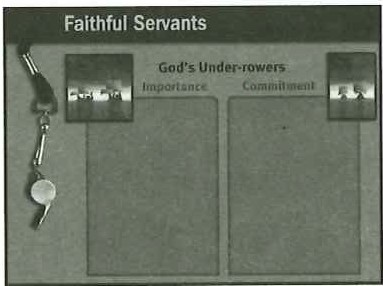 Faithful Servants
God's Under-rowers
Importance Commitment